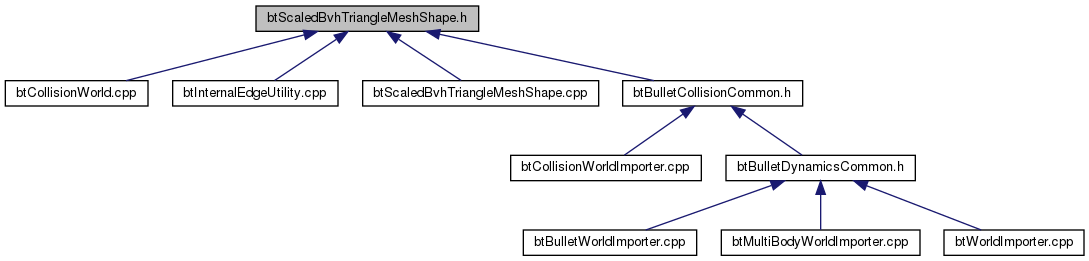 btScaledBvhTriangleMeshShape.h
btCollisionWorld.cpp
btInternalEdgeUtility.cpp
btScaledBvhTriangleMeshShape.cpp
btBulletCollisionCommon.h
btCollisionWorldImporter.cpp
btBulletDynamicsCommon.h
btBulletWorldImporter.cpp
btMultiBodyWorldImporter.cpp
btWorldImporter.cpp